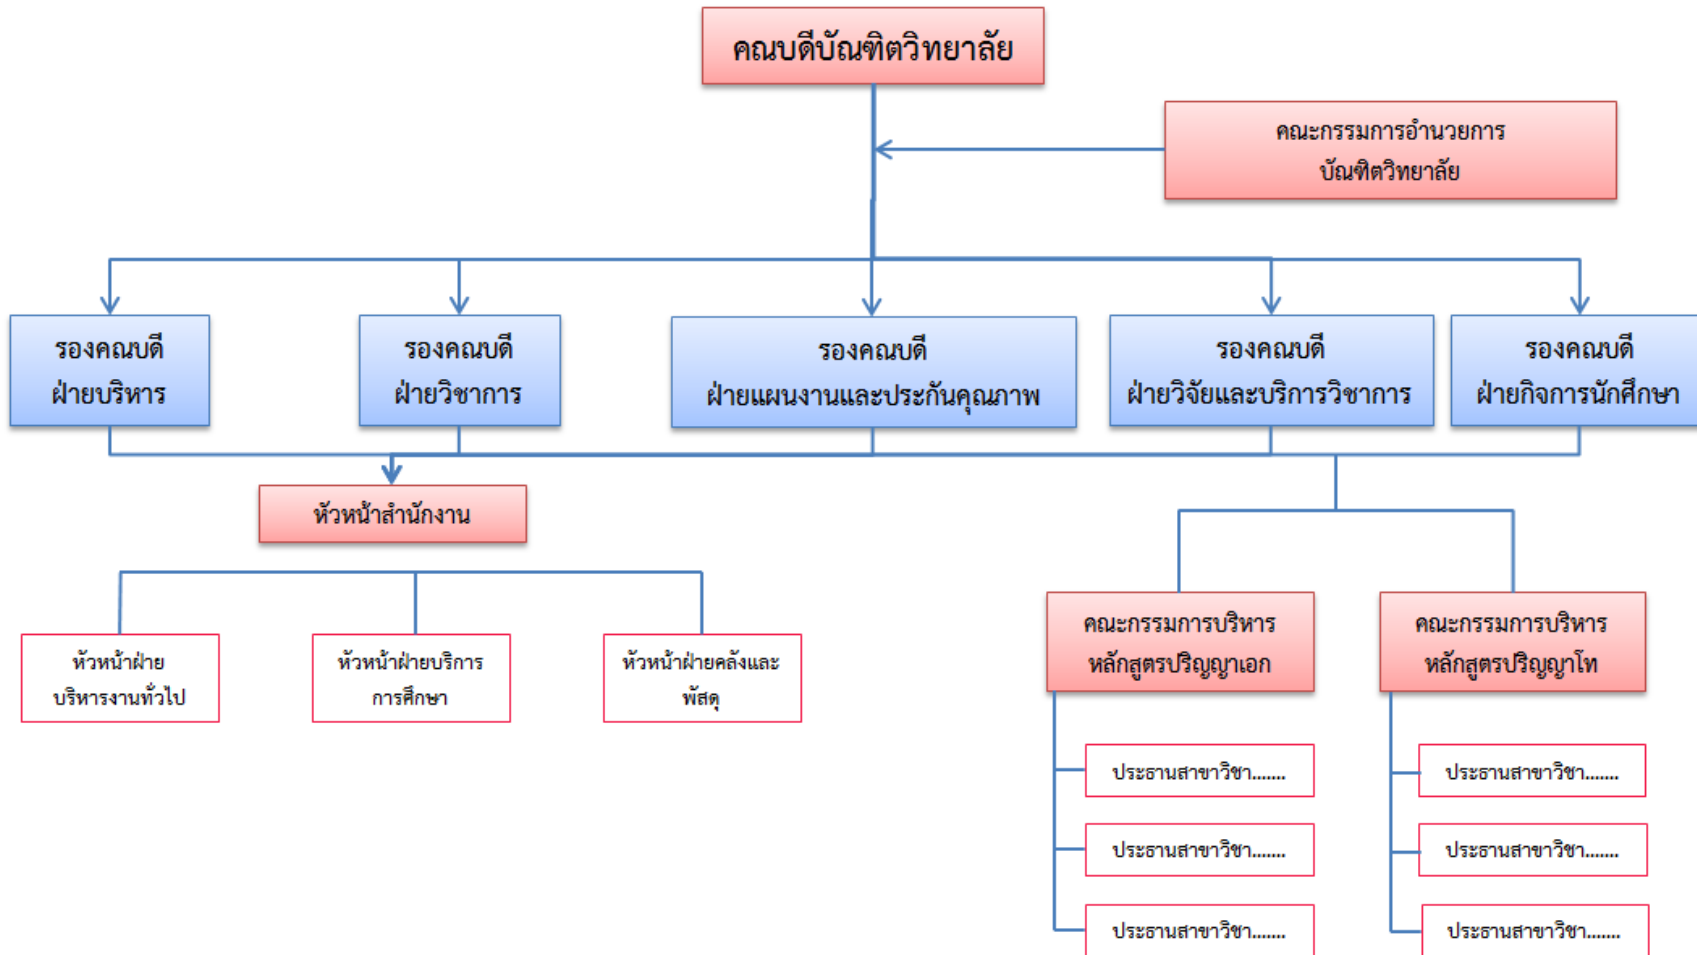 คณบดีบัณฑิตวิทยาลัย
คณะกรรมการอำนวยการ
บัณฑิตวิทยาลัย
รองคณบดี
ฝ่ายบริหาร
รองคณบดี
ฝ่ายวิชาการ
รองคณบดี
ฝ่ายแผนงานและประกันคุณภาพ
รองคณบดี
ฝ่ายวิจัยและบริการวิชาการ
รองคณบดี
ฝ่ายกิจการนักศึกษา
หัวหน้าสำนักงาน
หัวหน้าฝ่าย
บริหารงานทั่วไป
หัวหน้าฝ่ายบริการ
การศึกษา
หัวหน้าฝ่ายคลังและ
พัสดุ
คณะกรรมการบริหาร
หลักสูตรปริญญาเอก
ประธานสาขาวิชา.......
ประธานสาขาวิชา.......
ประธานสาขาวิชา.......
คณะกรรมการบริหาร
หลักสูตรปริญญาโท
ประธานสาขาวิชา.......
ประธานสาขาวิชา.......
ประธานสาขาวิชา.......